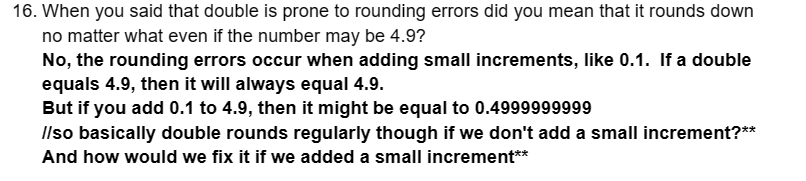 16. When you said that double is prone to rounding errors did you mean that it rounds down
no matter what even if the number may be 4.9?
No, the rounding errors occur when adding small increments, like 0.1.  If a double
equals 4.9, then it will always equal 4.9.
But if you add 0.1 to 4.9, then it might be equal to 0.4999999999
//so basically double rounds regularly though if we don't add a small increment?**
And how would we fix it if we added a small increment**